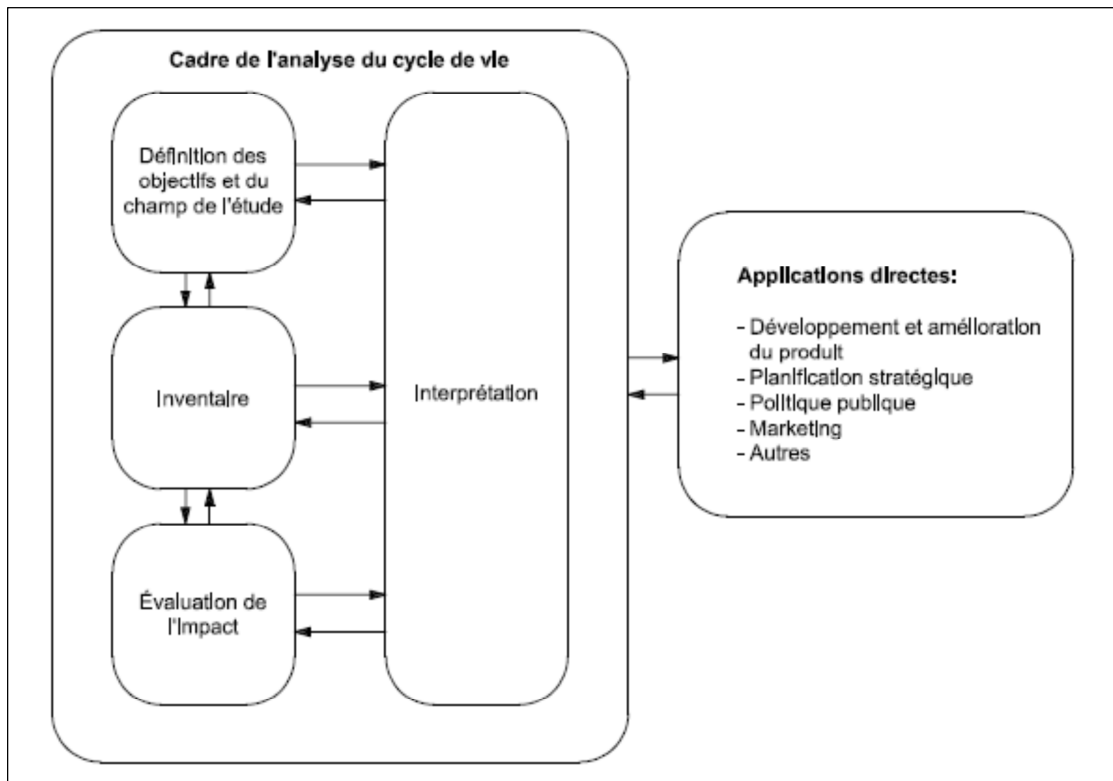 Cadre de l'analyse du cycle de vie
Définition des
objectifs et du
champ de l'étude
Inventaire
Évaluation de
l'impact
Interprétation
Applications directes:
- Développement et amélioration
du produit
- Planification stratégique
- Politique publique
- Marketing
- Autres